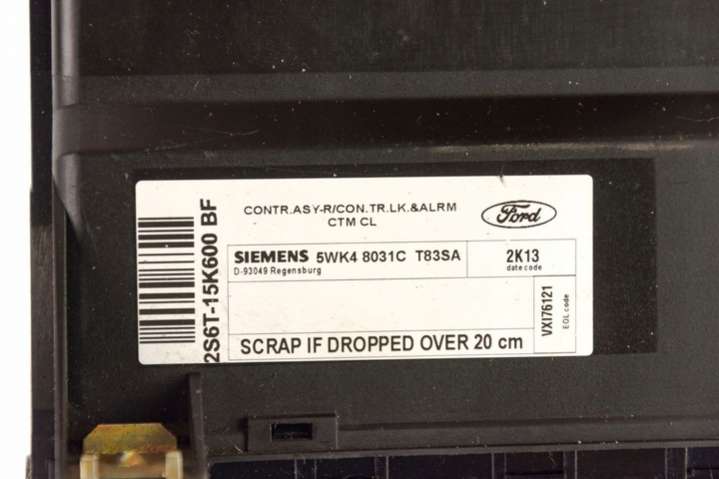 CONTR.ASY-R/CON.TR.LK.&ALRM
CTM CL
Ford
2S6T-15K600 BF
SIEMENS 5WK4 8031C T83SA
D-93049 Regensburg
2K13
date code
VXI76121
EOL code
SCRAP IF DROPPED OVER 20 cm